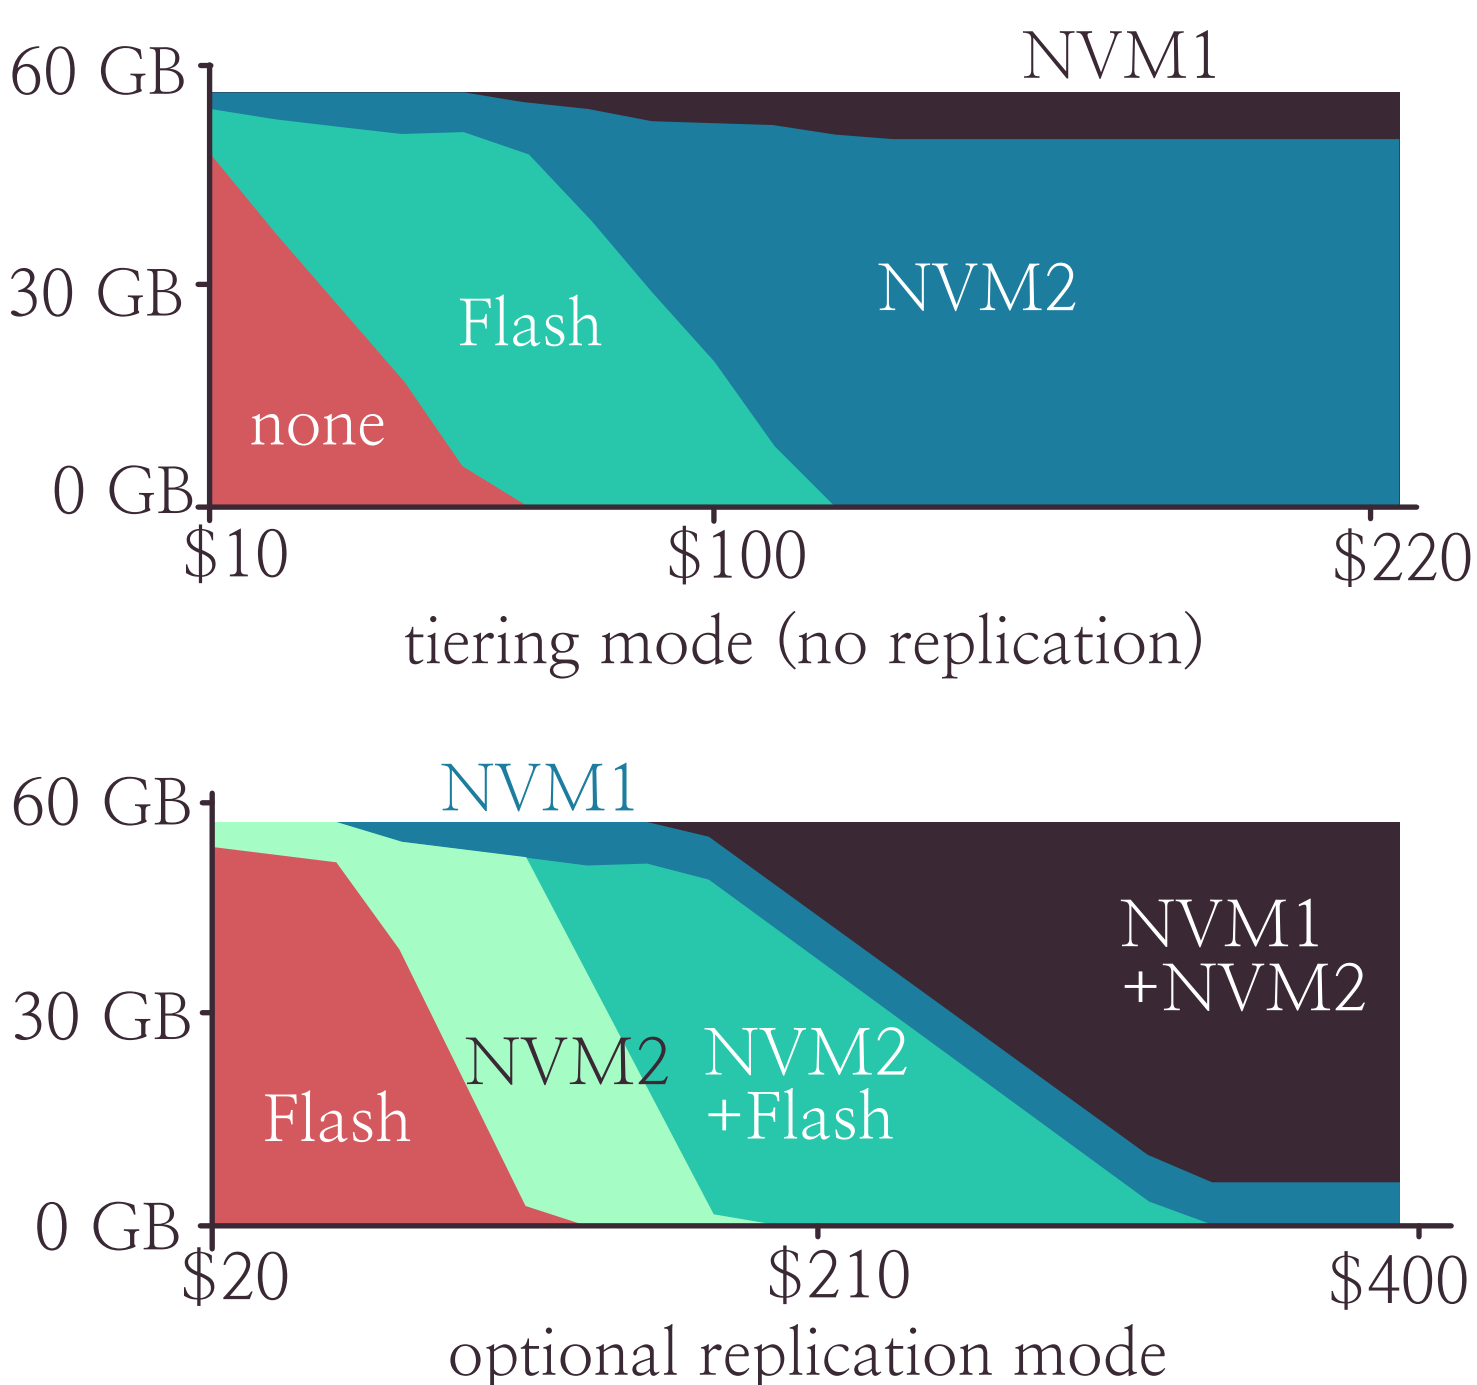 NVM1
60 GB
30 GB
NVM2
Flash
none
0 GB
$10
$100
$220
tiering mode (no replication)
NVM1
60 GB
NVM1
+NVM2
30 GB
NVM2
NVM2
+Flash
Flash
0 GB
$20
$210
$400
optional replication mode